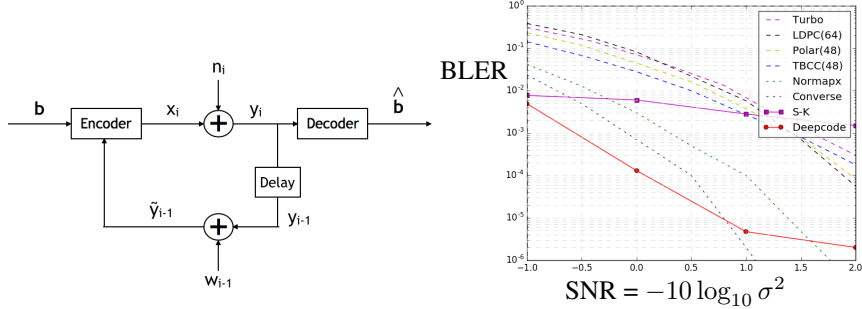 b
Encoder
x_i
n_i
+
y_i
Decoder
b̂
Delay
ỹ_{i-1}
+
y_{i-1}
w_{i-1}
BLER
10^0
10^-1
10^-2
10^-3
10^-4
10^-5
10^-6
-1.0
-0.5
0.0
0.5
1.0
1.5
2.0
Turbo
LDPC(64)
Polar(48)
TBCC(48)
Normapx
Converse
S-K
Deepcode
SNR = −10 log₁₀ σ²